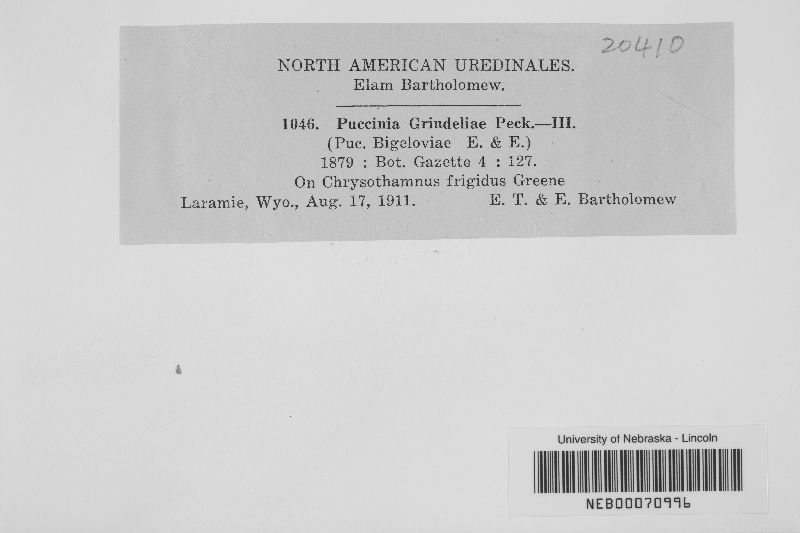 20410
NORTH AMERICAN UREDINALES.
Elam Bartholomew.
1046. Puccinia Grindeliae Peck.—III.
(Puc. Bigeloviae E. & E.)
1879 : Bot. Gazette 4 : 127.
On Chrysothamnus frigidus Greene
Laramie, Wyo., Aug. 17, 1911. E. T. & E. Bartholomew
University of Nebraska - Lincoln
NEB00070996